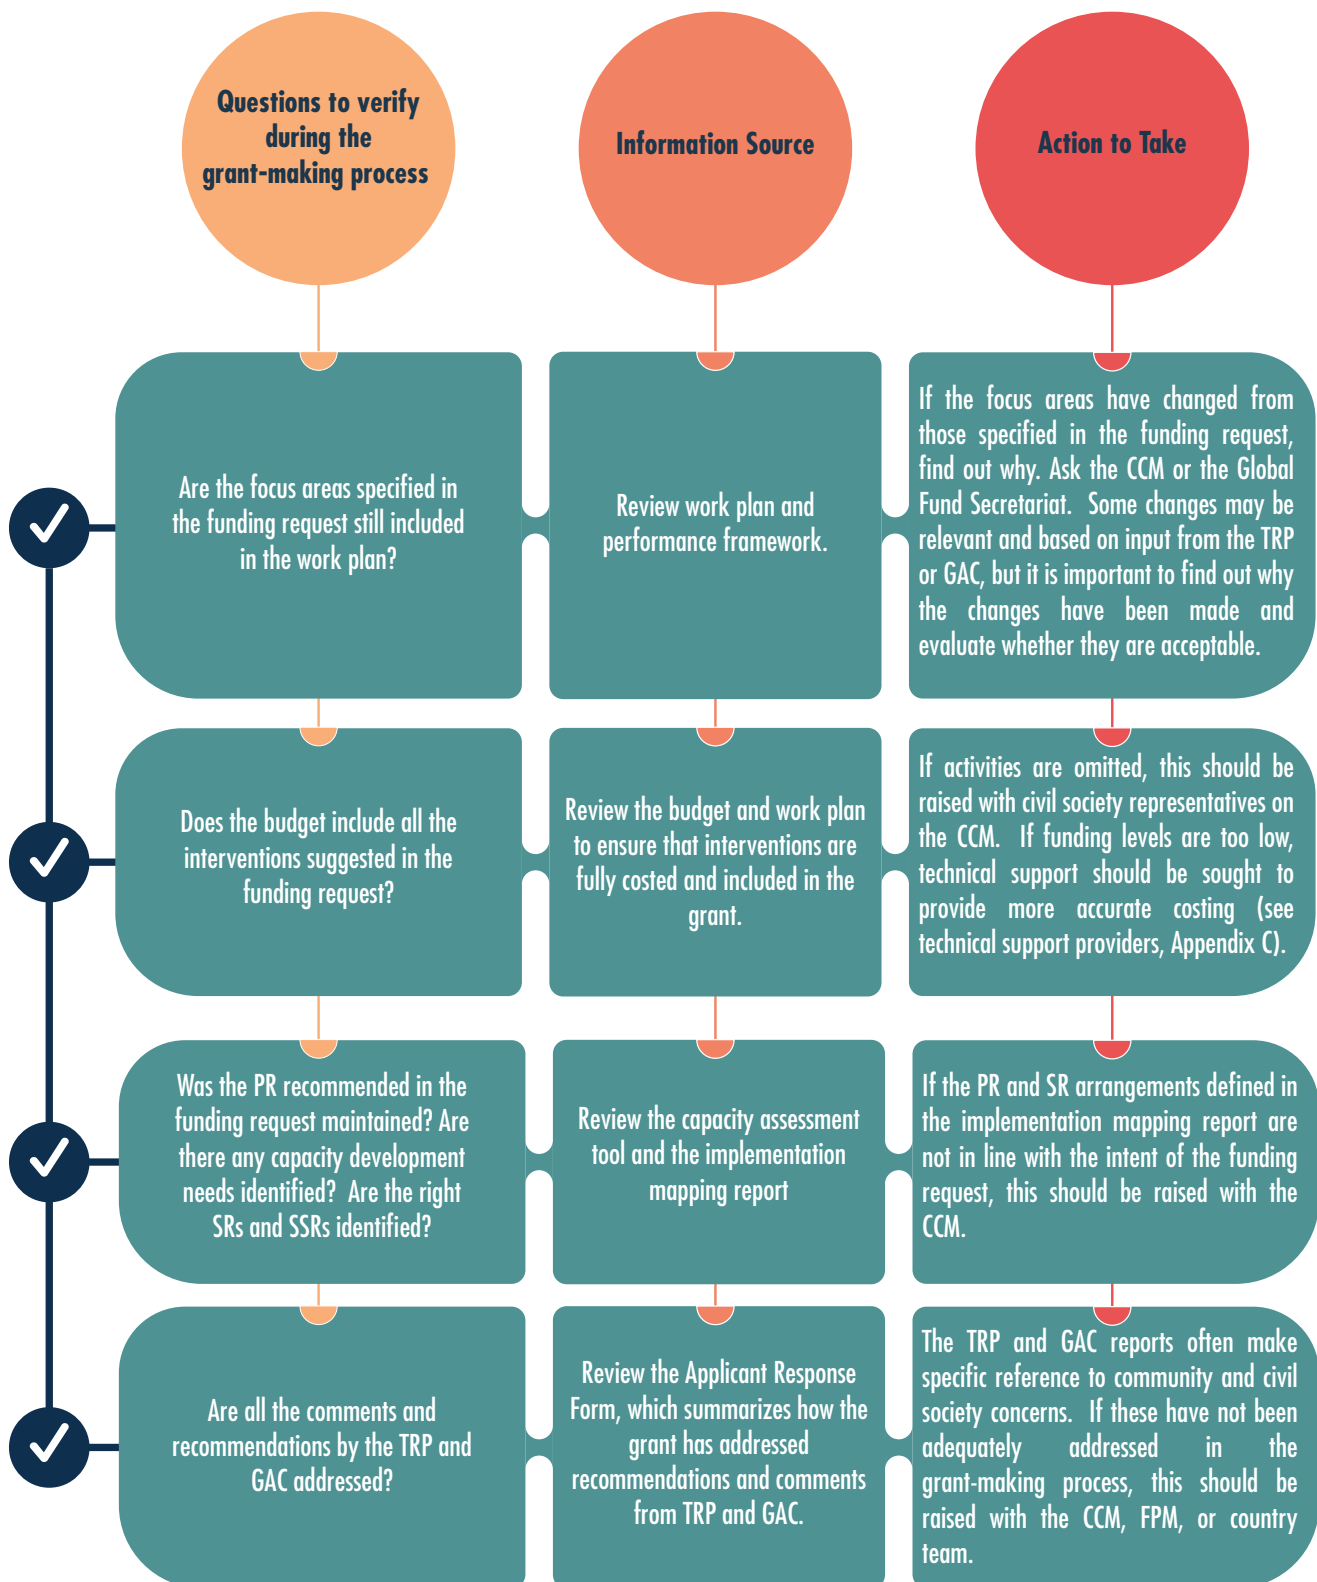 Questions to verify
during the
grant-making process
Information Source
Action to Take
Are the focus areas specified in
the funding request still included
in the work plan?
Review work plan and
performance framework.
If the focus areas have changed from
those specified in the funding request,
find out why. Ask the CCM or the Global
Fund Secretariat. Some changes may be
relevant and based on input from the TRP
or GAC, but it is important to find out why
the changes have been made and
evaluate whether they are acceptable.
Does the budget include all the
interventions suggested in the
funding request?
Review the budget and work plan
to ensure that interventions are
fully costed and included in the
grant.
If activities are omitted, this should be
raised with civil society representatives on
the CCM. If funding levels are too low,
technical support should be sought to
provide more accurate costing (see
technical support providers, Appendix C).
Was the PR recommended in the
funding request maintained? Are
there any capacity development
needs identified? Are the right
SRs and SSRs identified?
Review the capacity assessment
tool and the implementation
mapping report
If the PR and SR arrangements defined in
the implementation mapping report are
not in line with the intent of the funding
request, this should be raised with the
CCM.
Are all the comments and
recommendations by the TRP and
GAC addressed?
Review the Applicant Response
Form, which summarizes how the
grant has addressed
recommendations and comments
from TRP and GAC.
The TRP and GAC reports often make
specific reference to community and civil
society concerns. If these have not been
adequately addressed in the
grant-making process, this should be
raised with the CCM, FPM, or country
team.